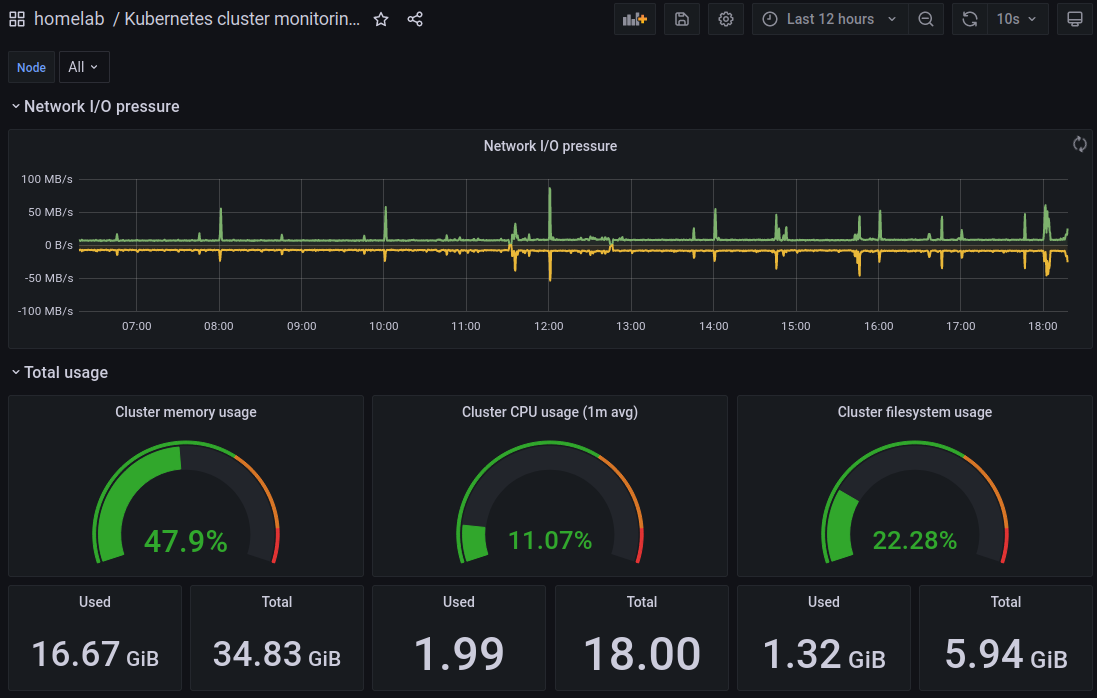 homelab / Kubernetes cluster monitorin...
Last 12 hours
10s
Node
All
Network I/O pressure
Network I/O pressure
100 MB/s
50 MB/s
0 B/s
-50 MB/s
-100 MB/s
07:00 08:00 09:00 10:00 11:00 12:00 13:00 14:00 15:00 16:00 17:00 18:00
Total usage
Cluster memory usage
47.9%
Cluster CPU usage (1m avg)
11.07%
Cluster filesystem usage
22.28%
Used
16.67 GiB
Total
34.83 GiB
Used
1.99
Total
18.00
Used
1.32 GiB
Total
5.94 GiB